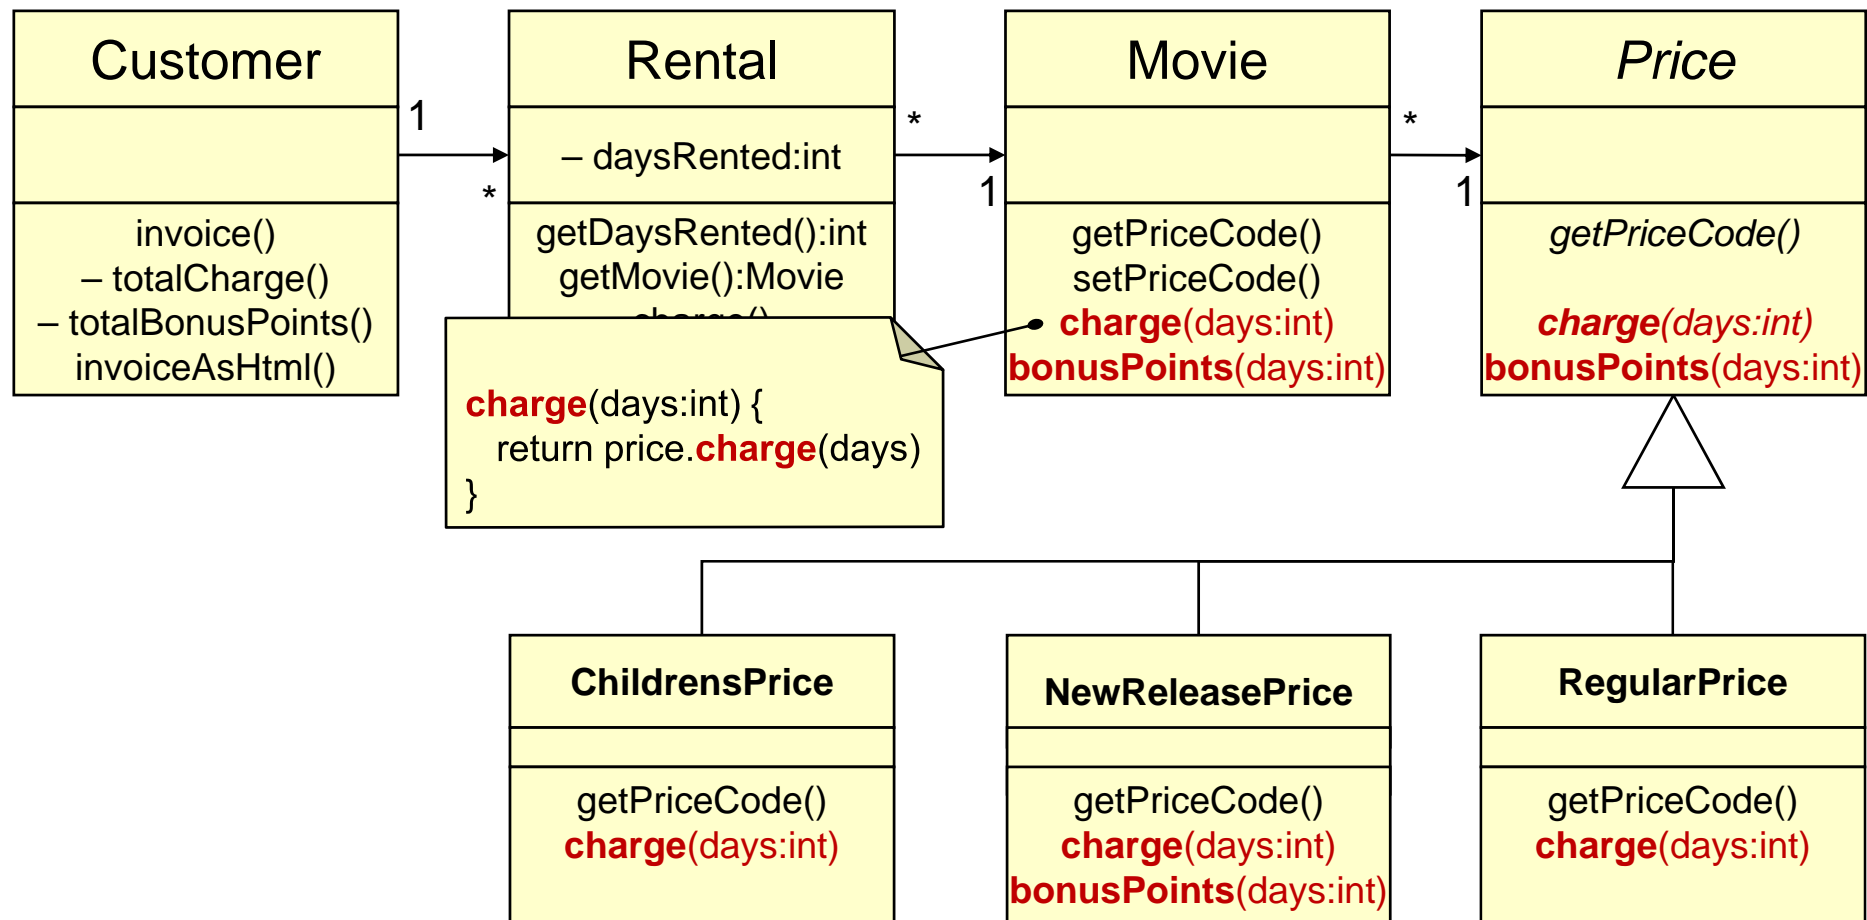 Customer
invoice()
– totalCharge()
– totalBonusPoints()
invoiceAsHtml()
1
*
Rental
– daysRented:int
getDaysRented():int
getMovie():Movie
charge()
*
1
Movie
getPriceCode()
setPriceCode()
charge(days:int)
bonusPoints(days:int)
*
1
Price
getPriceCode()
charge(days:int)
bonusPoints(days:int)
charge(days:int) {
return price.charge(days)
}
ChildrensPrice
getPriceCode()
charge(days:int)
NewReleasePrice
getPriceCode()
charge(days:int)
bonusPoints(days:int)
RegularPrice
getPriceCode()
charge(days:int)